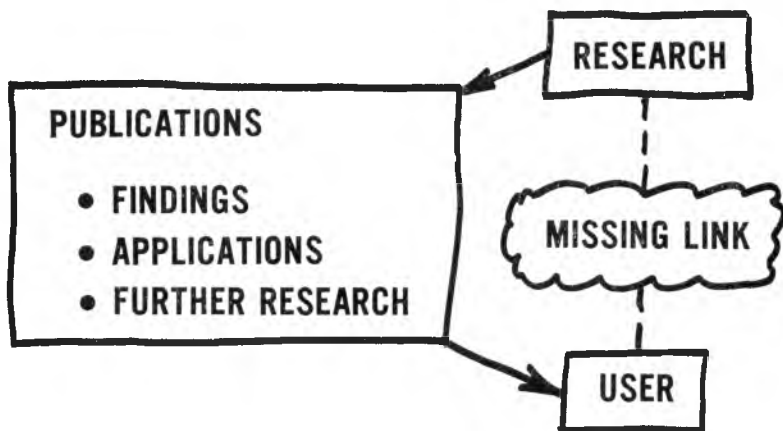 RESEARCH
PUBLICATIONS
• FINDINGS
• APPLICATIONS
• FURTHER RESEARCH
MISSING LINK
USER